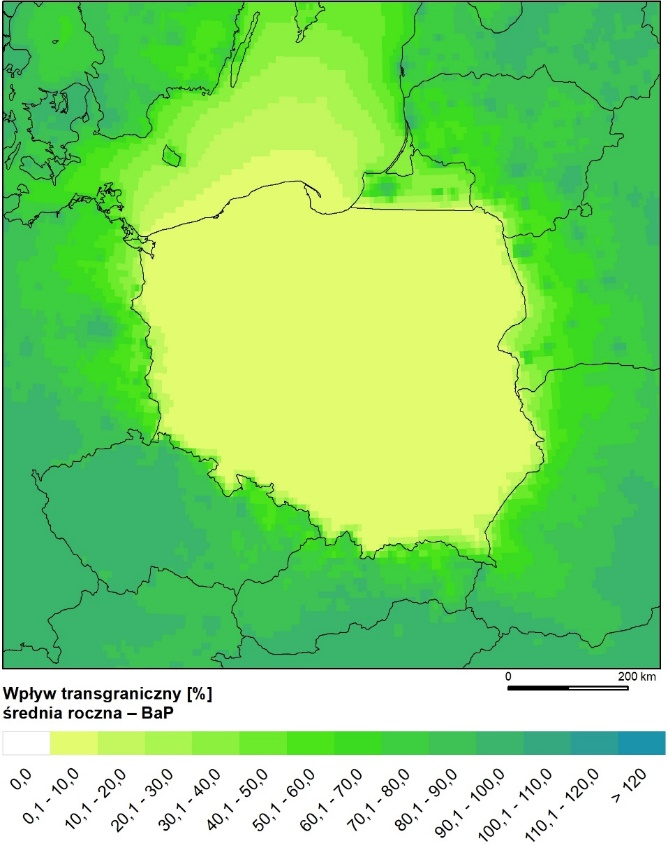 0 200 km
Wpływ transgraniczny [%]
średnia roczna – BaP
0,0
0,1 - 10,0
10,1 - 20,0
20,1 - 30,0
30,1 - 40,0
40,1 - 50,0
50,1 - 60,0
60,1 - 70,0
70,1 - 80,0
80,1 - 90,0
90,1 - 100,0
100,1 - 110,0
110,1 - 120,0
> 120